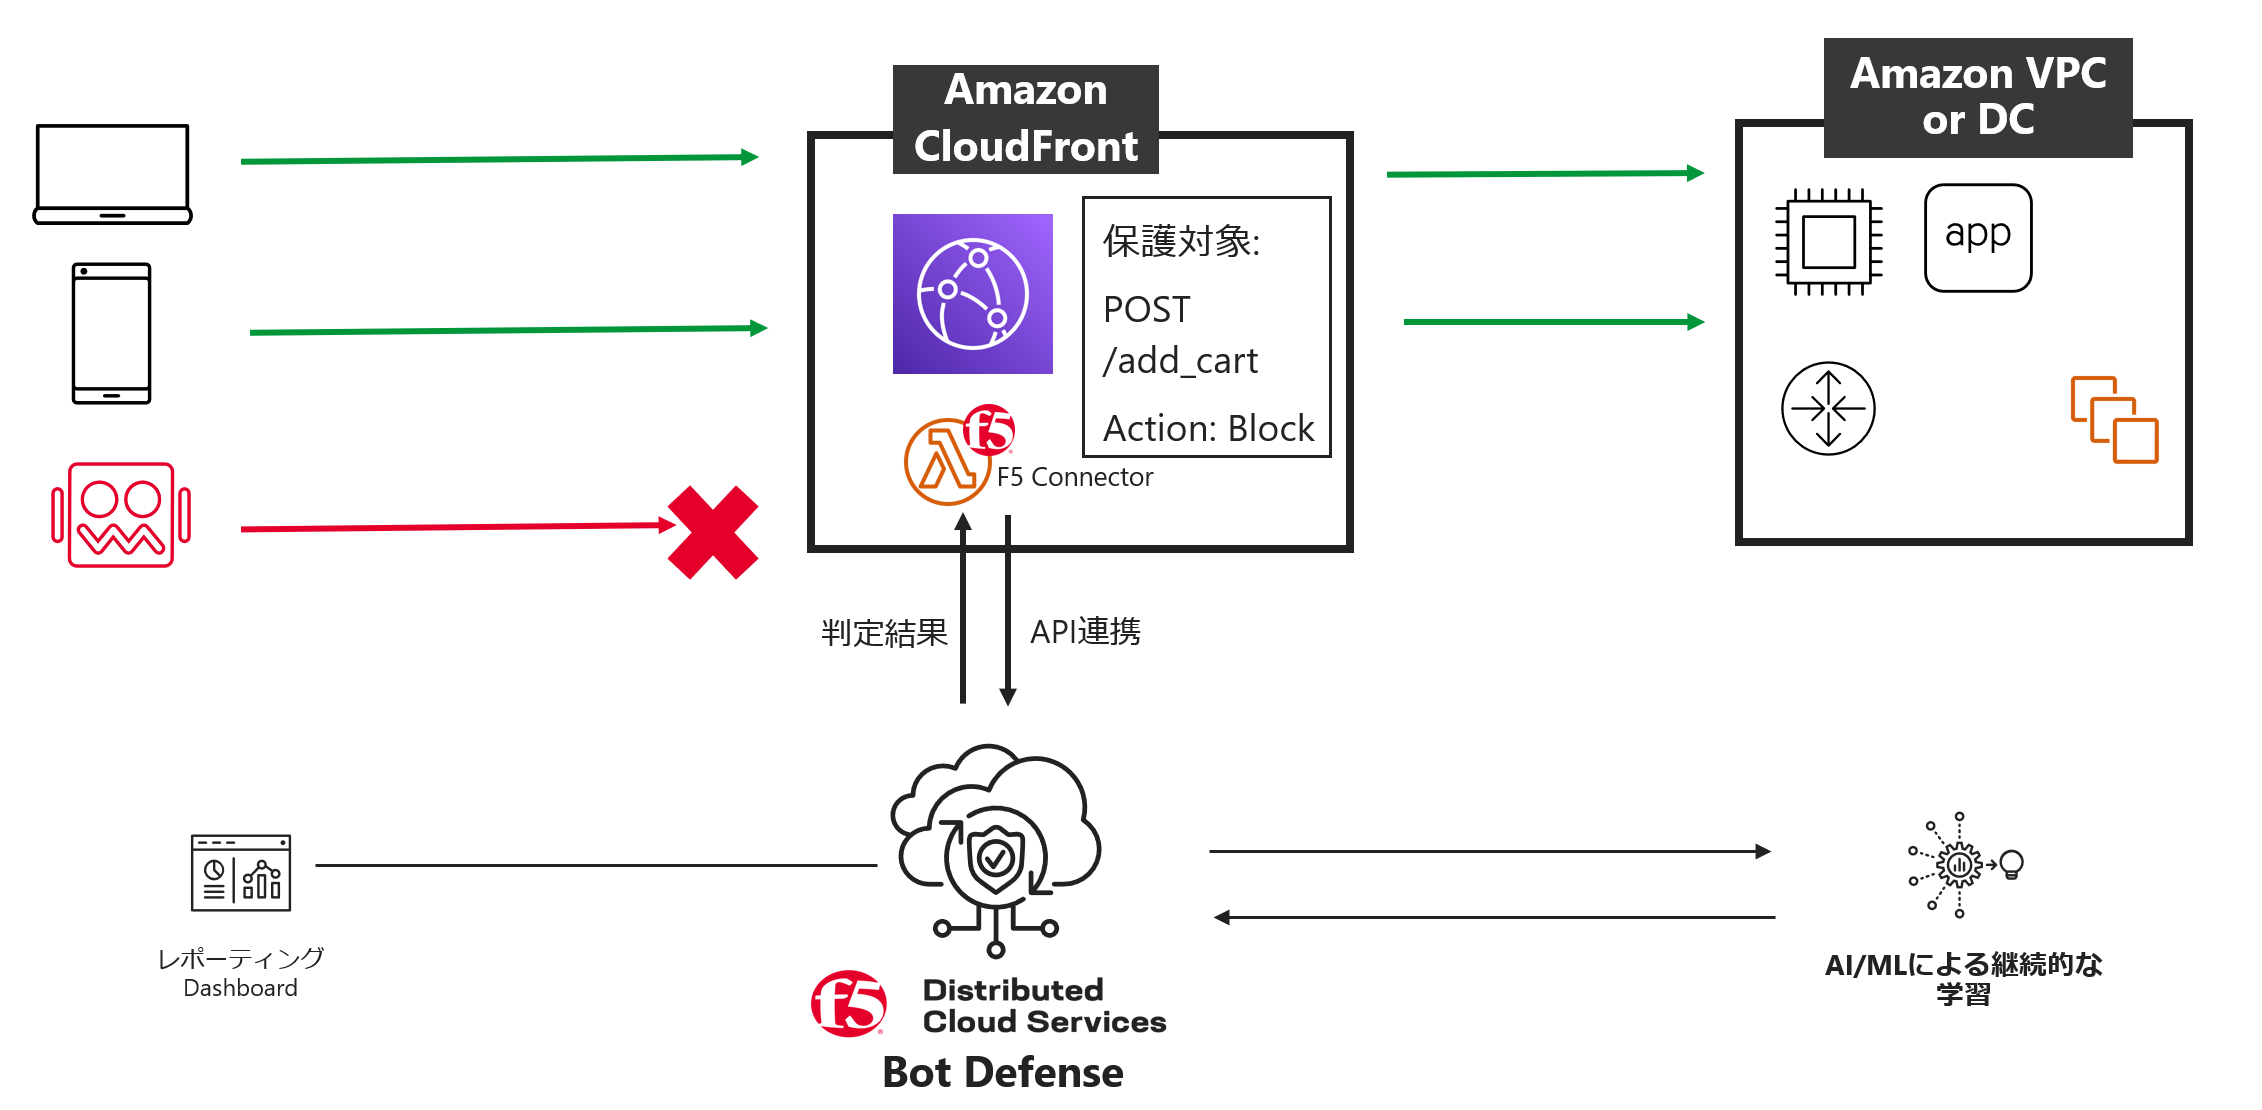 Amazon
CloudFront
Amazon VPC
or DC
保護対象:
POST
/add_cart
Action: Block
app
f5
F5 Connector
判定結果
API連携
レポーティング
Dashboard
f5
Distributed
Cloud Services
Bot Defense
AI/MLによる継続的な
学習